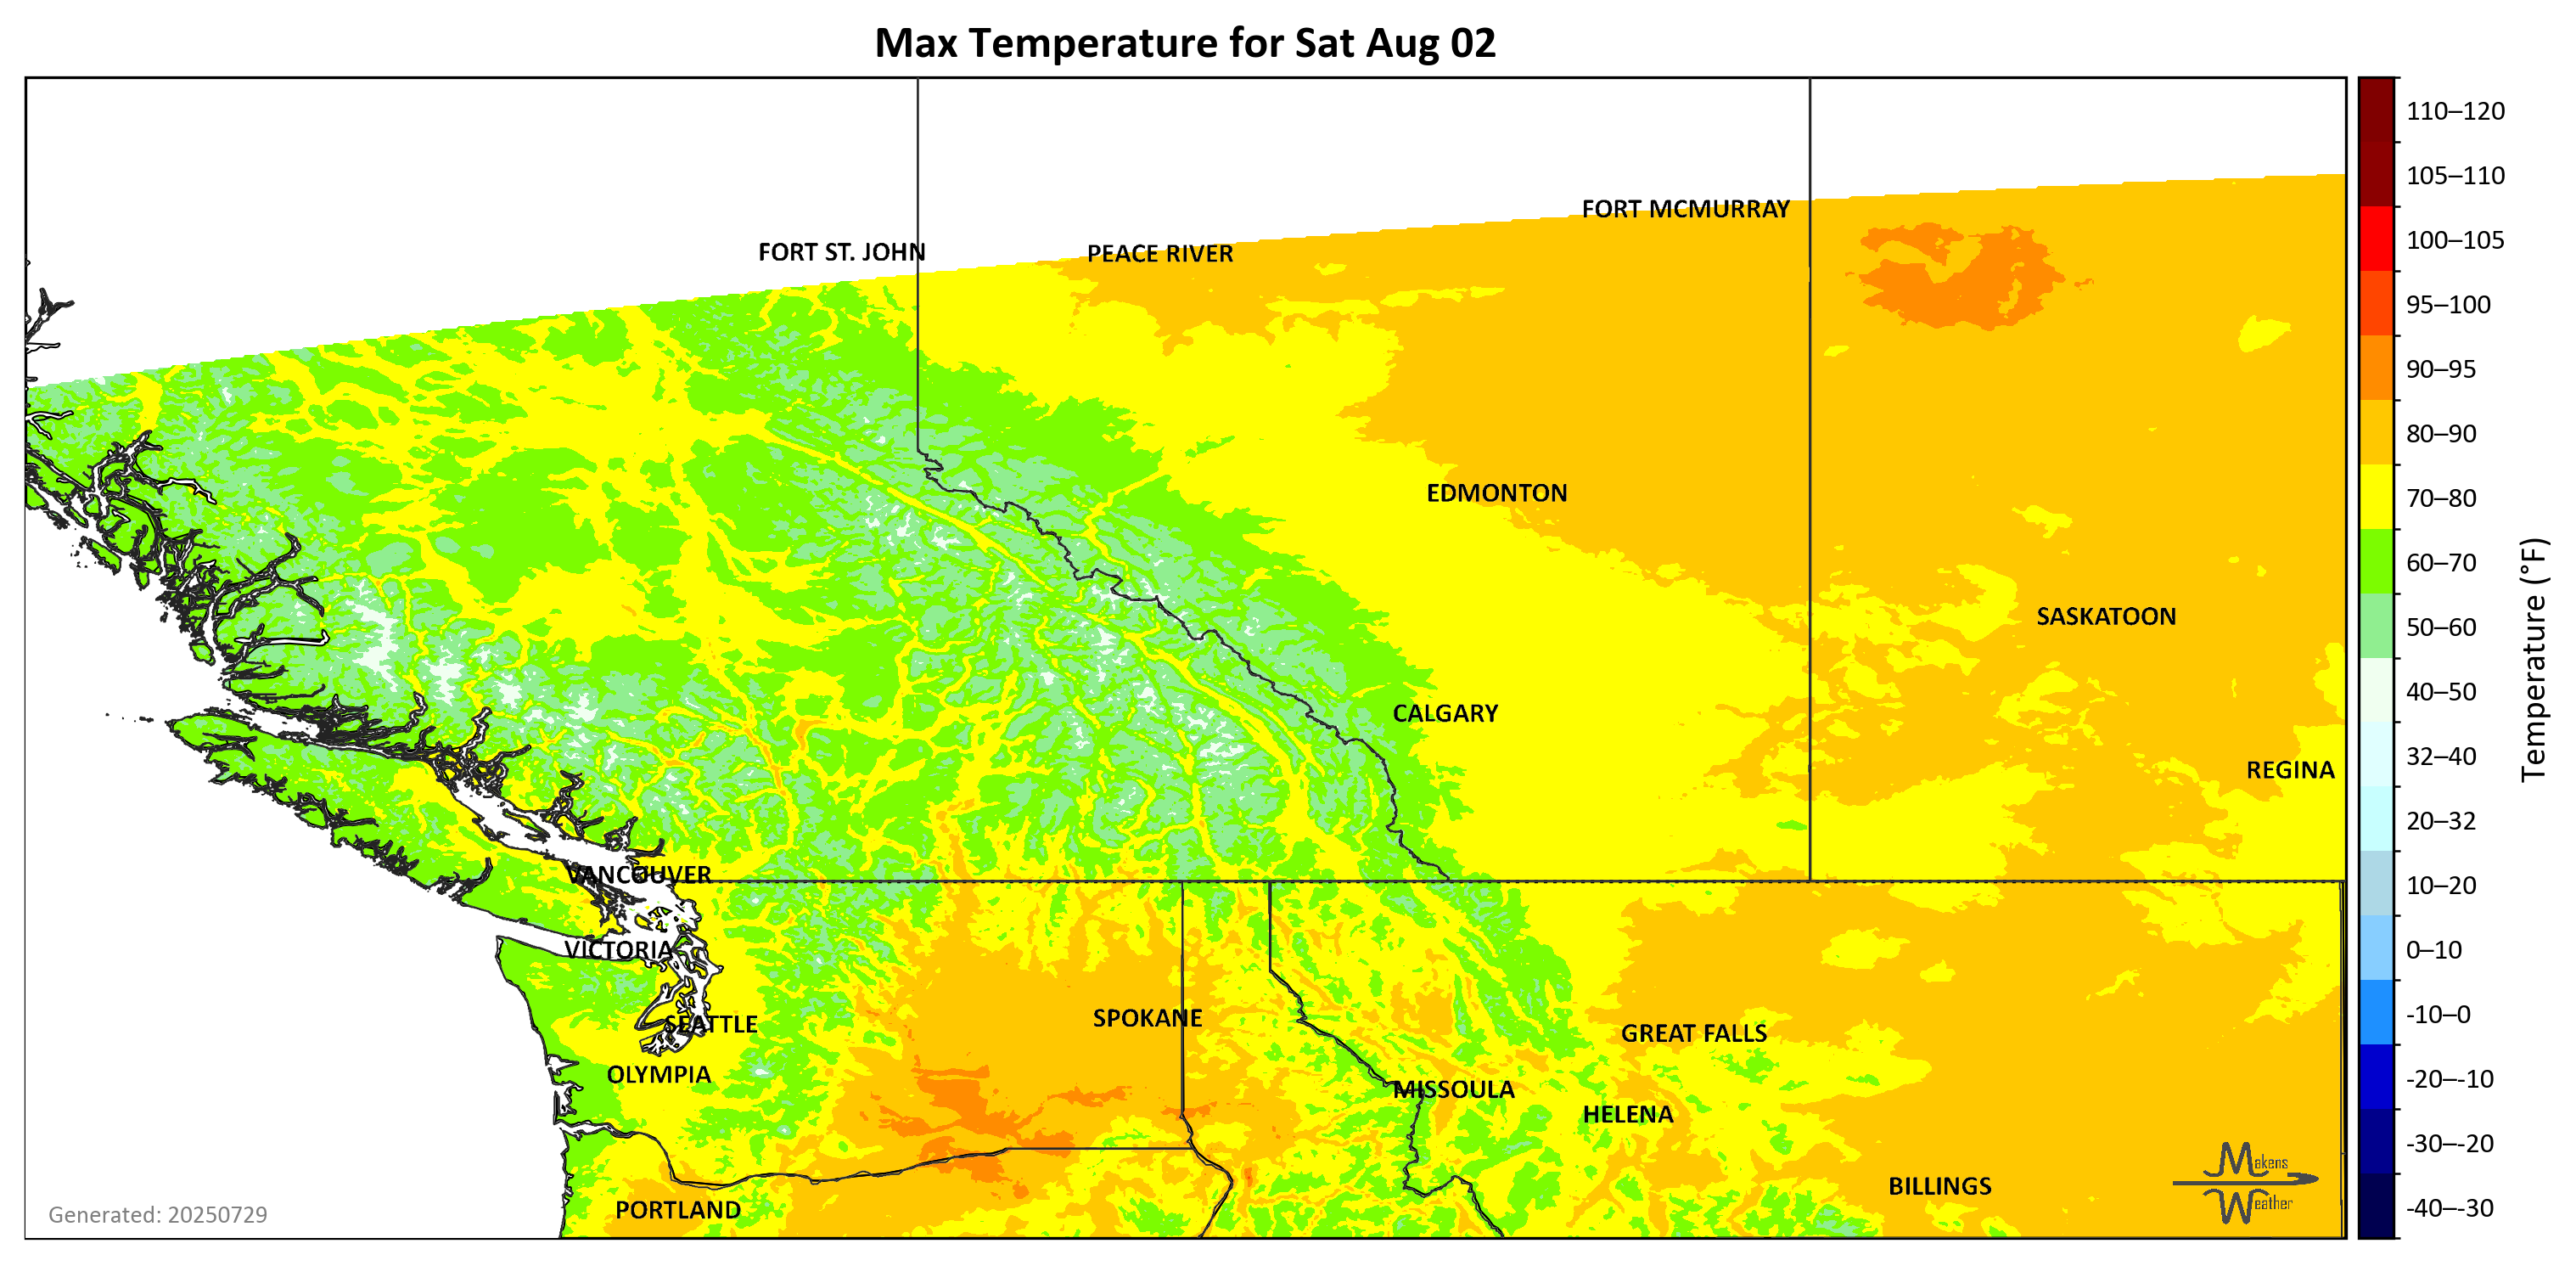 Max Temperature for Sat Aug 02
110–120
105–110
100–105
95–100
90–95
80–90
70–80
60–70
50–60
40–50
32–40
20–32
10–20
0–10
-10–0
-20–-10
-30–-20
-40–-30
Temperature (°F)
FORT MCMURRAY
FORT ST. JOHN
PEACE RIVER
EDMONTON
SASKATOON
CALGARY
REGINA
VANCOUVER
VICTORIA
SEATTLE
SPOKANE
GREAT FALLS
OLYMPIA
MISSOULA
HELENA
BILLINGS
PORTLAND
Makens
Weather
Generated: 20250729